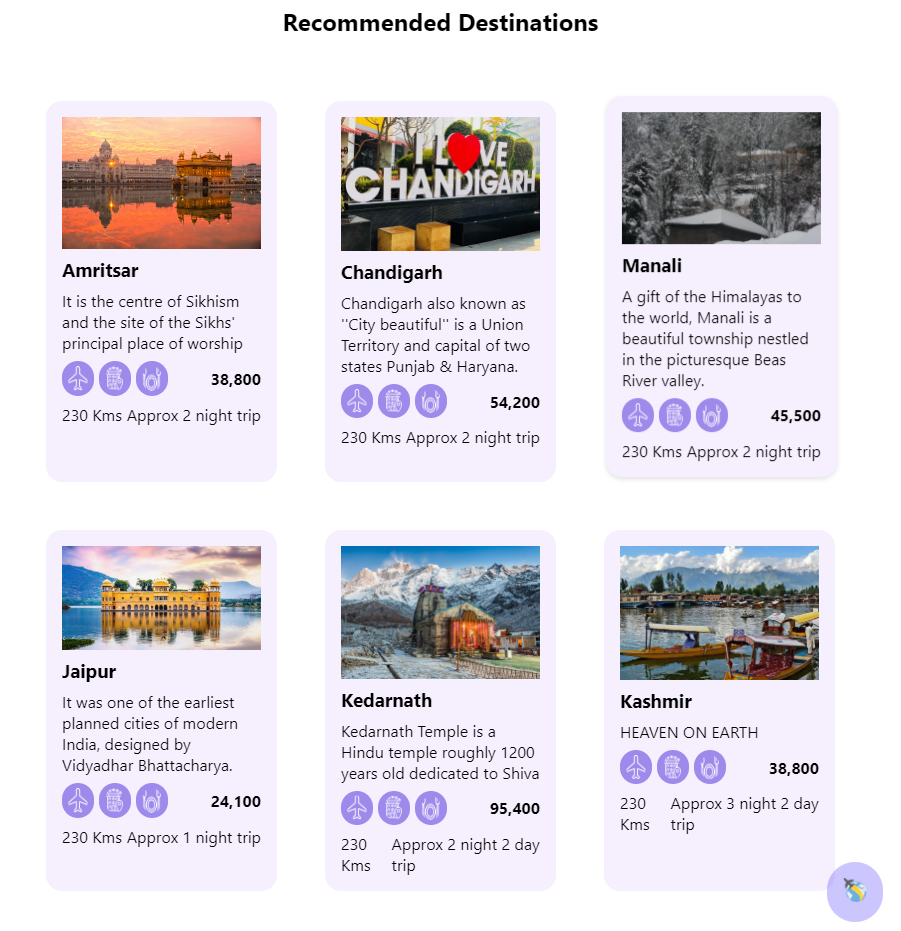 Recommended Destinations
Amritsar
It is the centre of Sikhism
and the site of the Sikhs'
principal place of worship
38,800
230 Kms Approx 2 night trip
I LOVE
CHANDIGARH
Chandigarh
Chandigarh also known as
''City beautiful'' is a Union
Territory and capital of two
states Punjab & Haryana.
54,200
230 Kms Approx 2 night trip
Manali
A gift of the Himalayas to
the world, Manali is a
beautiful township nestled
in the picturesque Beas
River valley.
45,500
230 Kms Approx 2 night trip
Jaipur
It was one of the earliest
planned cities of modern
India, designed by
Vidyadhar Bhattacharya.
24,100
230 Kms Approx 1 night trip
Kedarnath
Kedarnath Temple is a
Hindu temple roughly 1200
years old dedicated to Shiva
95,400
230 Approx 2 night 2 day
Kms trip
Kashmir
HEAVEN ON EARTH
38,800
230 Approx 3 night 2 day
Kms trip